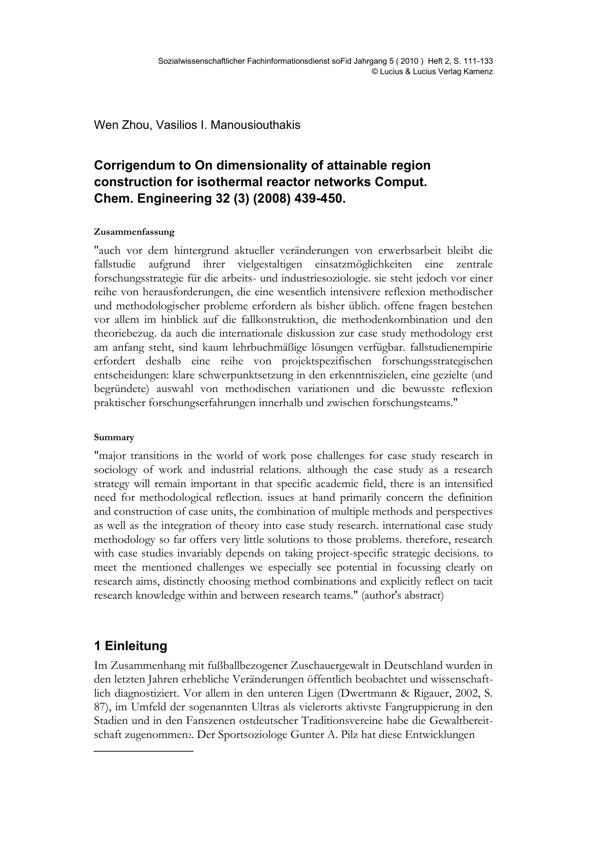 Sozialwissenschaftlicher Fachinformationsdienst soFid Jahrgang 5 ( 2010 ) Heft 2, S. 111-133
© Lucius & Lucius Verlag Kamenz
Wen Zhou, Vasilios I. Manousiouthakis
Corrigendum to On dimensionality of attainable region
construction for isothermal reactor networks Comput.
Chem. Engineering 32 (3) (2008) 439-450.
Zusammenfassung
"auch vor dem hintergrund aktueller veränderungen von erwerbsarbeit bleibt die
fallstudie aufgrund ihrer vielgestaltigen einsatzmöglichkeiten eine zentrale
forschungsstrategie für die arbeits- und industriesoziologie. sie steht jedoch vor einer
reihe von herausforderungen, die eine wesentlich intensivere reflexion methodischer
und methodologischer probleme erfordern als bisher üblich. offene fragen bestehen
vor allem im hinblick auf die fallkonstruktion, die methodenkombination und den
theoriebezug. da auch die internationale diskussion zur case study methodology erst
am anfang steht, sind kaum lehrbuchmäßige lösungen verfügbar. fallstudienempirie
erfordert deshalb eine reihe von projektspezifischen forschungsstrategischen
entscheidungen: klare schwerpunktsetzung in den erkenntniszielen, eine gezielte (und
begründete) auswahl von methodischen variationen und die bewusste reflexion
praktischer forschungserfahrungen innerhalb und zwischen forschungsteams."
Summary
"major transitions in the world of work pose challenges for case study research in
sociology of work and industrial relations. although the case study as a research
strategy will remain important in that specific academic field, there is an intensified
need for methodological reflection. issues at hand primarily concern the definition
and construction of case units, the combination of multiple methods and perspectives
as well as the integration of theory into case study research. international case study
methodology so far offers very little solutions to those problems. therefore, research
with case studies invariably depends on taking project-specific strategic decisions. to
meet the mentioned challenges we especially see potential in focussing clearly on
research aims, distinctly choosing method combinations and explicitly reflect on tacit
research knowledge within and between research teams." (author's abstract)
1 Einleitung
Im Zusammenhang mit fußballbezogener Zuschauergewalt in Deutschland wurden in
den letzten Jahren erhebliche Veränderungen öffentlich beobachtet und wissenschaft-
lich diagnostiziert. Vor allem in den unteren Ligen (Dwertmann & Rigauer, 2002, S.
87), im Umfeld der sogenannten Ultras als vielerorts aktivste Fangruppierung in den
Stadien und in den Fanszenen ostdeutscher Traditionsvereine habe die Gewaltbereit-
schaft zugenommen2. Der Sportsoziologe Gunter A. Pilz hat diese Entwicklungen